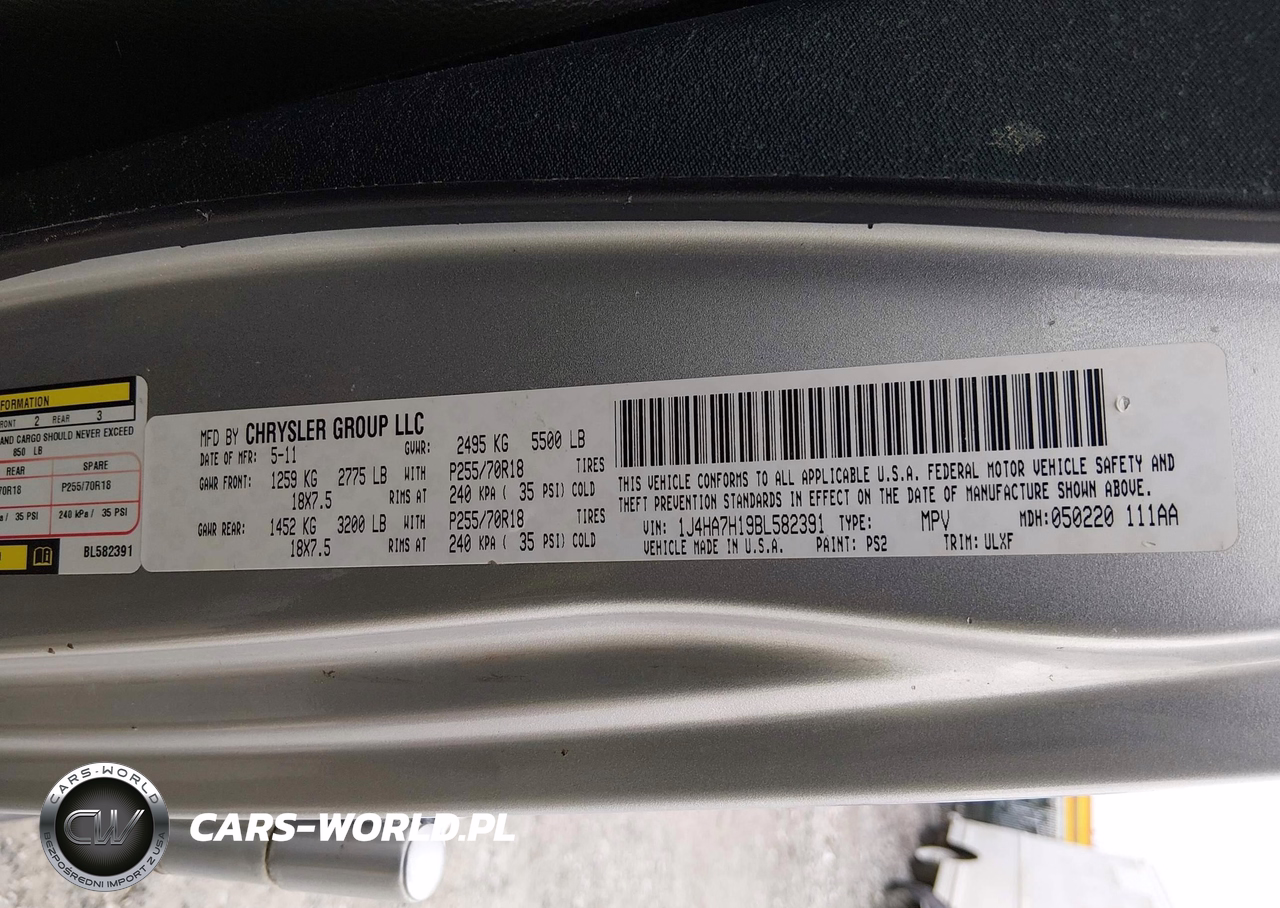 FORMATION
RONT 2 REAR 3
AND CARGO SHOULD NEVER EXCEED
850 LB
REAR SPARE
70R18 P255/70R18
a / 35 PSI 240 kPa / 35 PSI
BL582391
MFD BY CHRYSLER GROUP LLC
DATE OF MFR: 5-11 GVWR: 2495 KG 5500 LB
GAWR FRONT: 1259 KG 2775 LB WITH P255/70R18 TIRES
18X7.5 RIMS AT 240 KPA ( 35 PSI) COLD
GAWR REAR: 1452 KG 3200 LB WITH P255/70R18 TIRES
18X7.5 RIMS AT 240 KPA ( 35 PSI) COLD
THIS VEHICLE CONFORMS TO ALL APPLICABLE U.S.A. FEDERAL MOTOR VEHICLE SAFETY AND
THEFT PREVENTION STANDARDS IN EFFECT ON THE DATE OF MANUFACTURE SHOWN ABOVE.
VIN: 1J4HA7H19BL582391 TYPE: MPV MDH:050220 111AA
VEHICLE MADE IN U.S.A. PAINT: PS2 TRIM: ULXF
CARS-WORLD
CW
BEZPOŚREDNI IMPORT Z USA
CARS-WORLD.PL